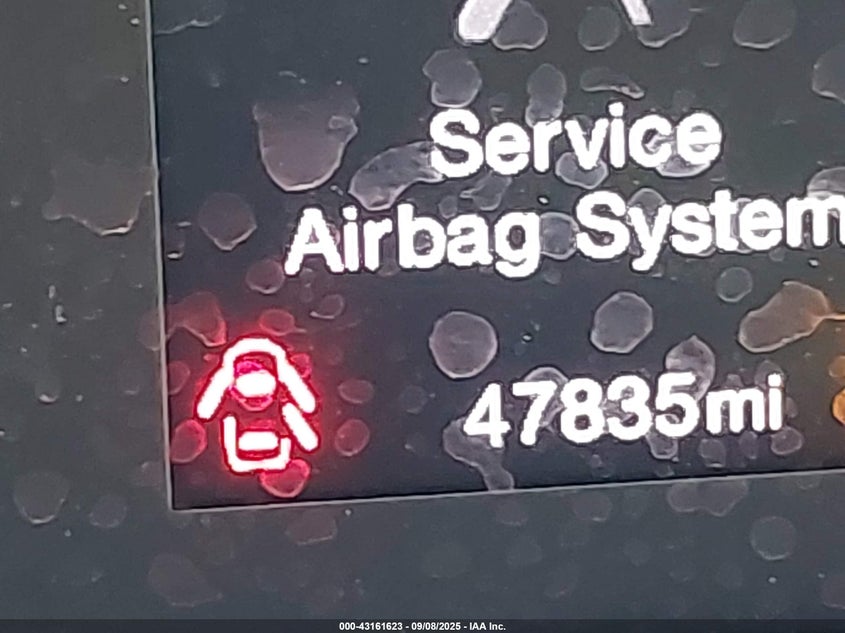 Service
Airbag System
47835mi
000-43161623 - 09/08/2025 - IAA Inc.